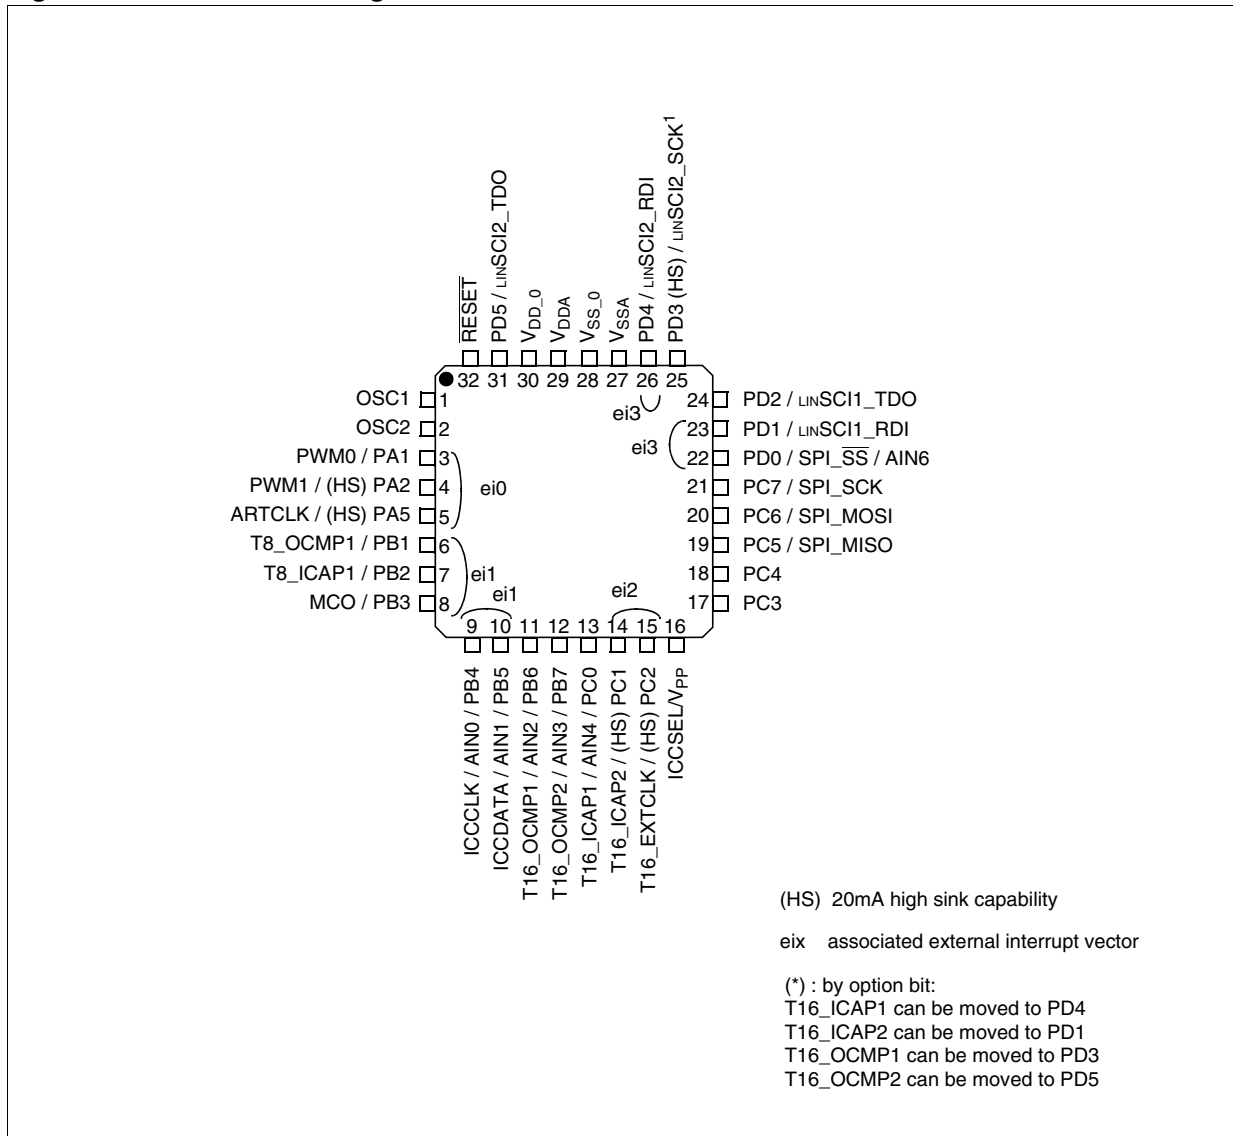 RESET
PD5 / LINSCI2_TDO
VDD_0
VDDA
VSS_0
VSSA
PD4 / LINSCI2_RDI
PD3 (HS) / LINSCI2_SCK1
32 31 30 29 28 27 26 25
ei3
OSC1 1
OSC2 2
PWM0 / PA1 3
PWM1 / (HS) PA2 4
ARTCLK / (HS) PA5 5
ei0
T8_OCMP1 / PB1 6
T8_ICAP1 / PB2 7
MCO / PB3 8
ei1
24 PD2 / LINSCI1_TDO
23 PD1 / LINSCI1_RDI
22 PD0 / SPI_SS / AIN6
ei3
21 PC7 / SPI_SCK
20 PC6 / SPI_MOSI
19 PC5 / SPI_MISO
18 PC4
17 PC3
ei1
ei2
9 10 11 12 13 14 15 16
ICCCLK / AIN0 / PB4
ICCDATA / AIN1 / PB5
T16_OCMP1 / AIN2 / PB6
T16_OCMP2 / AIN3 / PB7
T16_ICAP1 / AIN4 / PC0
T16_ICAP2 / (HS) PC1
T16_EXTCLK / (HS) PC2
ICCSEL/VPP
(HS) 20mA high sink capability
eix associated external interrupt vector
(*) : by option bit:
T16_ICAP1 can be moved to PD4
T16_ICAP2 can be moved to PD1
T16_OCMP1 can be moved to PD3
T16_OCMP2 can be moved to PD5